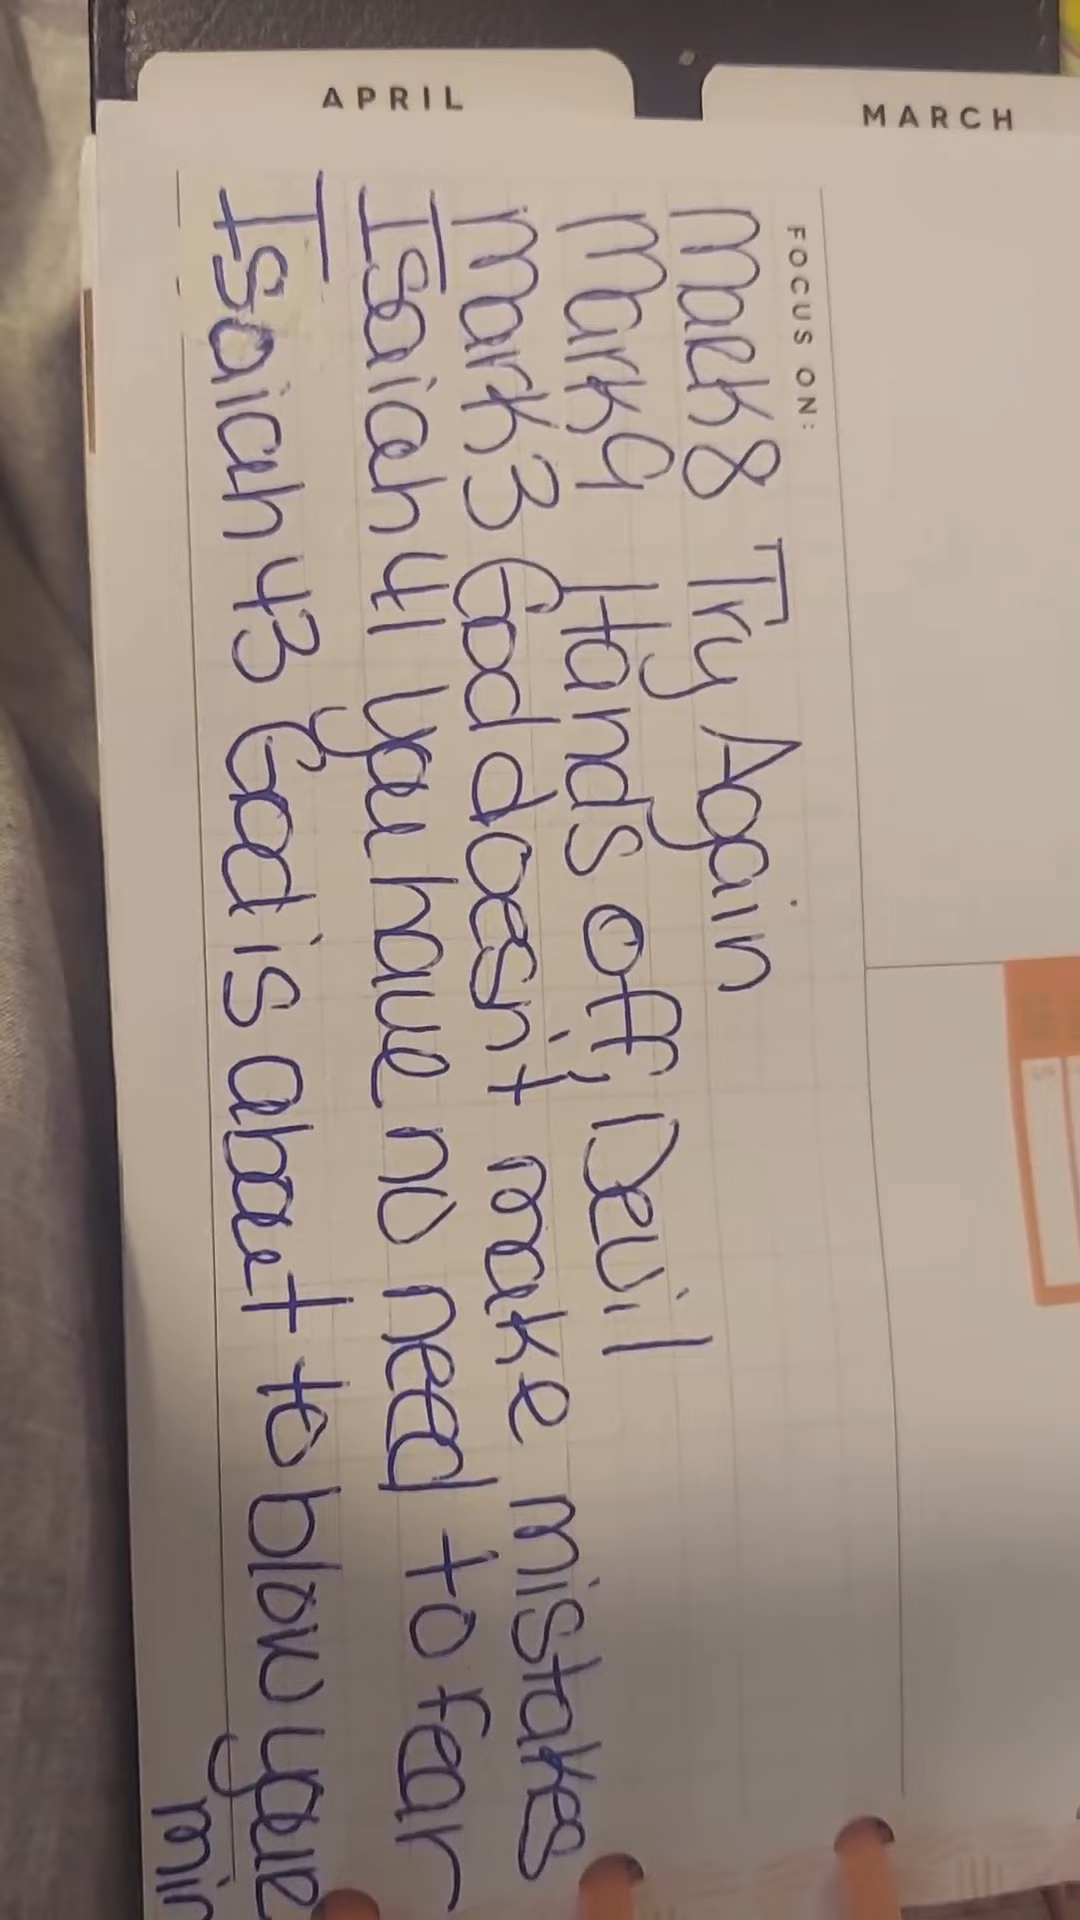 APRIL
MARCH
FOCUS ON:
Mark 8 Try Again
Mark 9 Hands off, Devil
Mark 3 God doesn't make mistakes
Isaiah 41 you have no need to fear
Isaiah 43 God is about to blow your
min